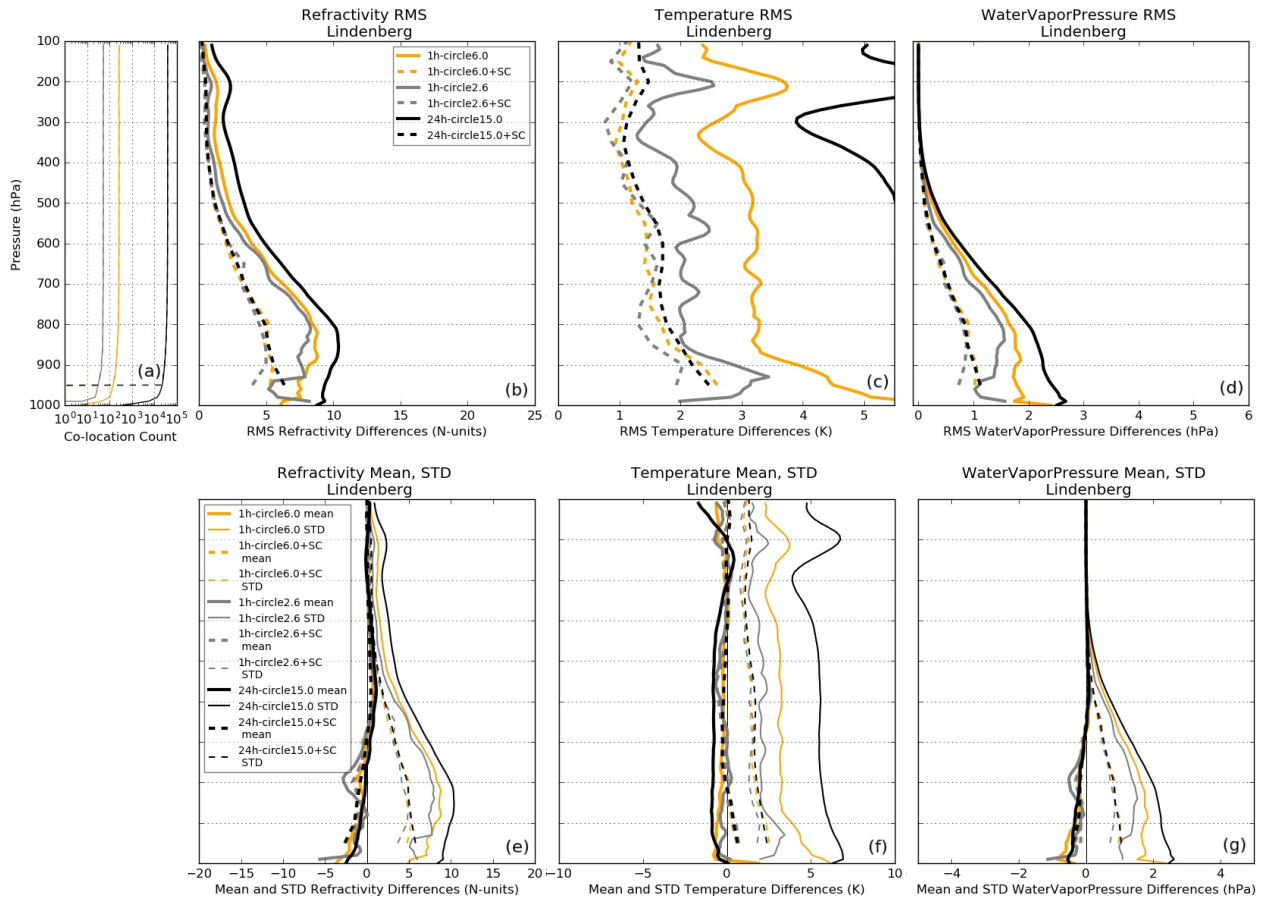 Refractivity RMS
Lindenberg
Temperature RMS
Lindenberg
WaterVaporPressure RMS
Lindenberg
Pressure (hPa)
100
200
300
400
500
600
700
800
900
1000
(a)
10^0 10^1 10^2 10^3 10^4 10^5
Co-location Count
1h-circle6.0
1h-circle6.0+SC
1h-circle2.6
1h-circle2.6+SC
24h-circle15.0
24h-circle15.0+SC
(b)
0 5 10 15 20 25
RMS Refractivity Differences (N-units)
(c)
0 1 2 3 4 5
RMS Temperature Differences (K)
(d)
0 1 2 3 4 5 6
RMS WaterVaporPressure Differences (hPa)
Refractivity Mean, STD
Lindenberg
Temperature Mean, STD
Lindenberg
WaterVaporPressure Mean, STD
Lindenberg
1h-circle6.0 mean
1h-circle6.0 STD
1h-circle6.0+SC
mean
1h-circle6.0+SC
STD
1h-circle2.6 mean
1h-circle2.6 STD
1h-circle2.6+SC
mean
1h-circle2.6+SC
STD
24h-circle15.0 mean
24h-circle15.0 STD
24h-circle15.0+SC
mean
24h-circle15.0+SC
STD
(e)
−20 −15 −10 −5 0 5 10 15 20
Mean and STD Refractivity Differences (N-units)
(f)
−10 −5 0 5 10
Mean and STD Temperature Differences (K)
(g)
−4 −2 0 2 4
Mean and STD WaterVaporPressure Differences (hPa)